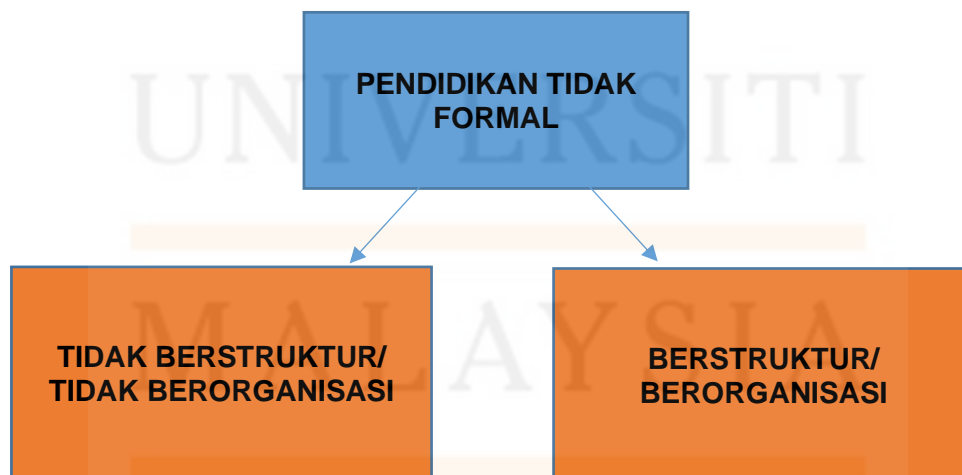 PENDIDIKAN TIDAK
FORMAL
UNIVERSITI
TIDAK BERSTRUKTUR/
TIDAK BERORGANISASI
BERSTRUKTUR/
BERORGANISASI
MALAYSIA